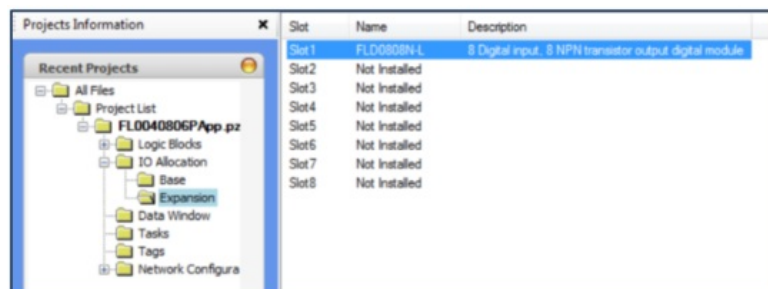 Projects Information
Recent Projects
All Files
Project List
FL0040806PApp.pz
Logic Blocks
IO Allocation
Base
Expansion
Data Window
Tasks
Tags
Network Configura
Slot Name Description
Slot1 FLD0808N-L 8 Digital input, 8 NPN transistor output digital module
Slot2 Not Installed
Slot3 Not Installed
Slot4 Not Installed
Slot5 Not Installed
Slot6 Not Installed
Slot7 Not Installed
Slot8 Not Installed